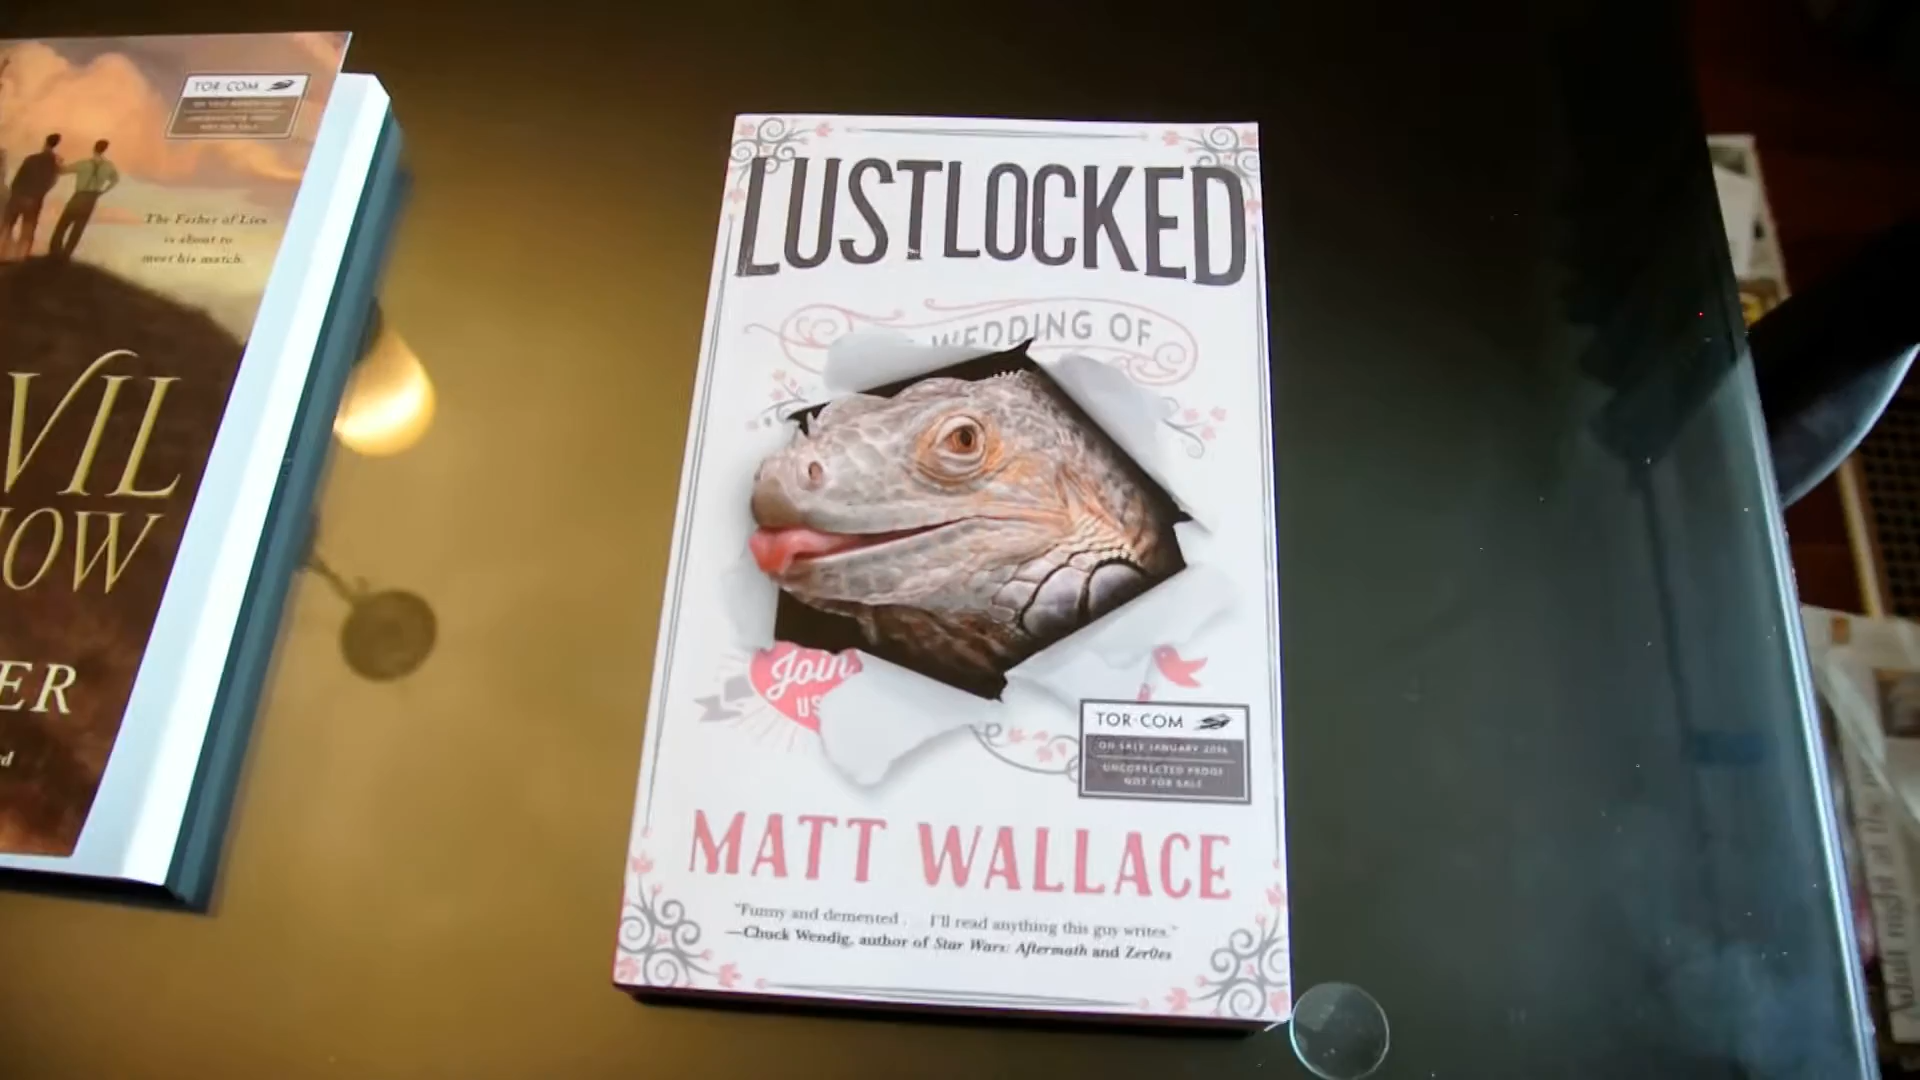 TOR·COM
The Father of Lies
is about to
meet his match.
VIL
OW
ER
LUSTLOCKED
WEDDING OF
Join
US
TOR·COM
ON SALE JANUARY 2016
UNCORRECTED PROOF
NOT FOR SALE
MATT WALLACE
"Funny and demented . I'll read anything this guy writes."
—Chuck Wendig, author of Star Wars: Aftermath and Zer0es